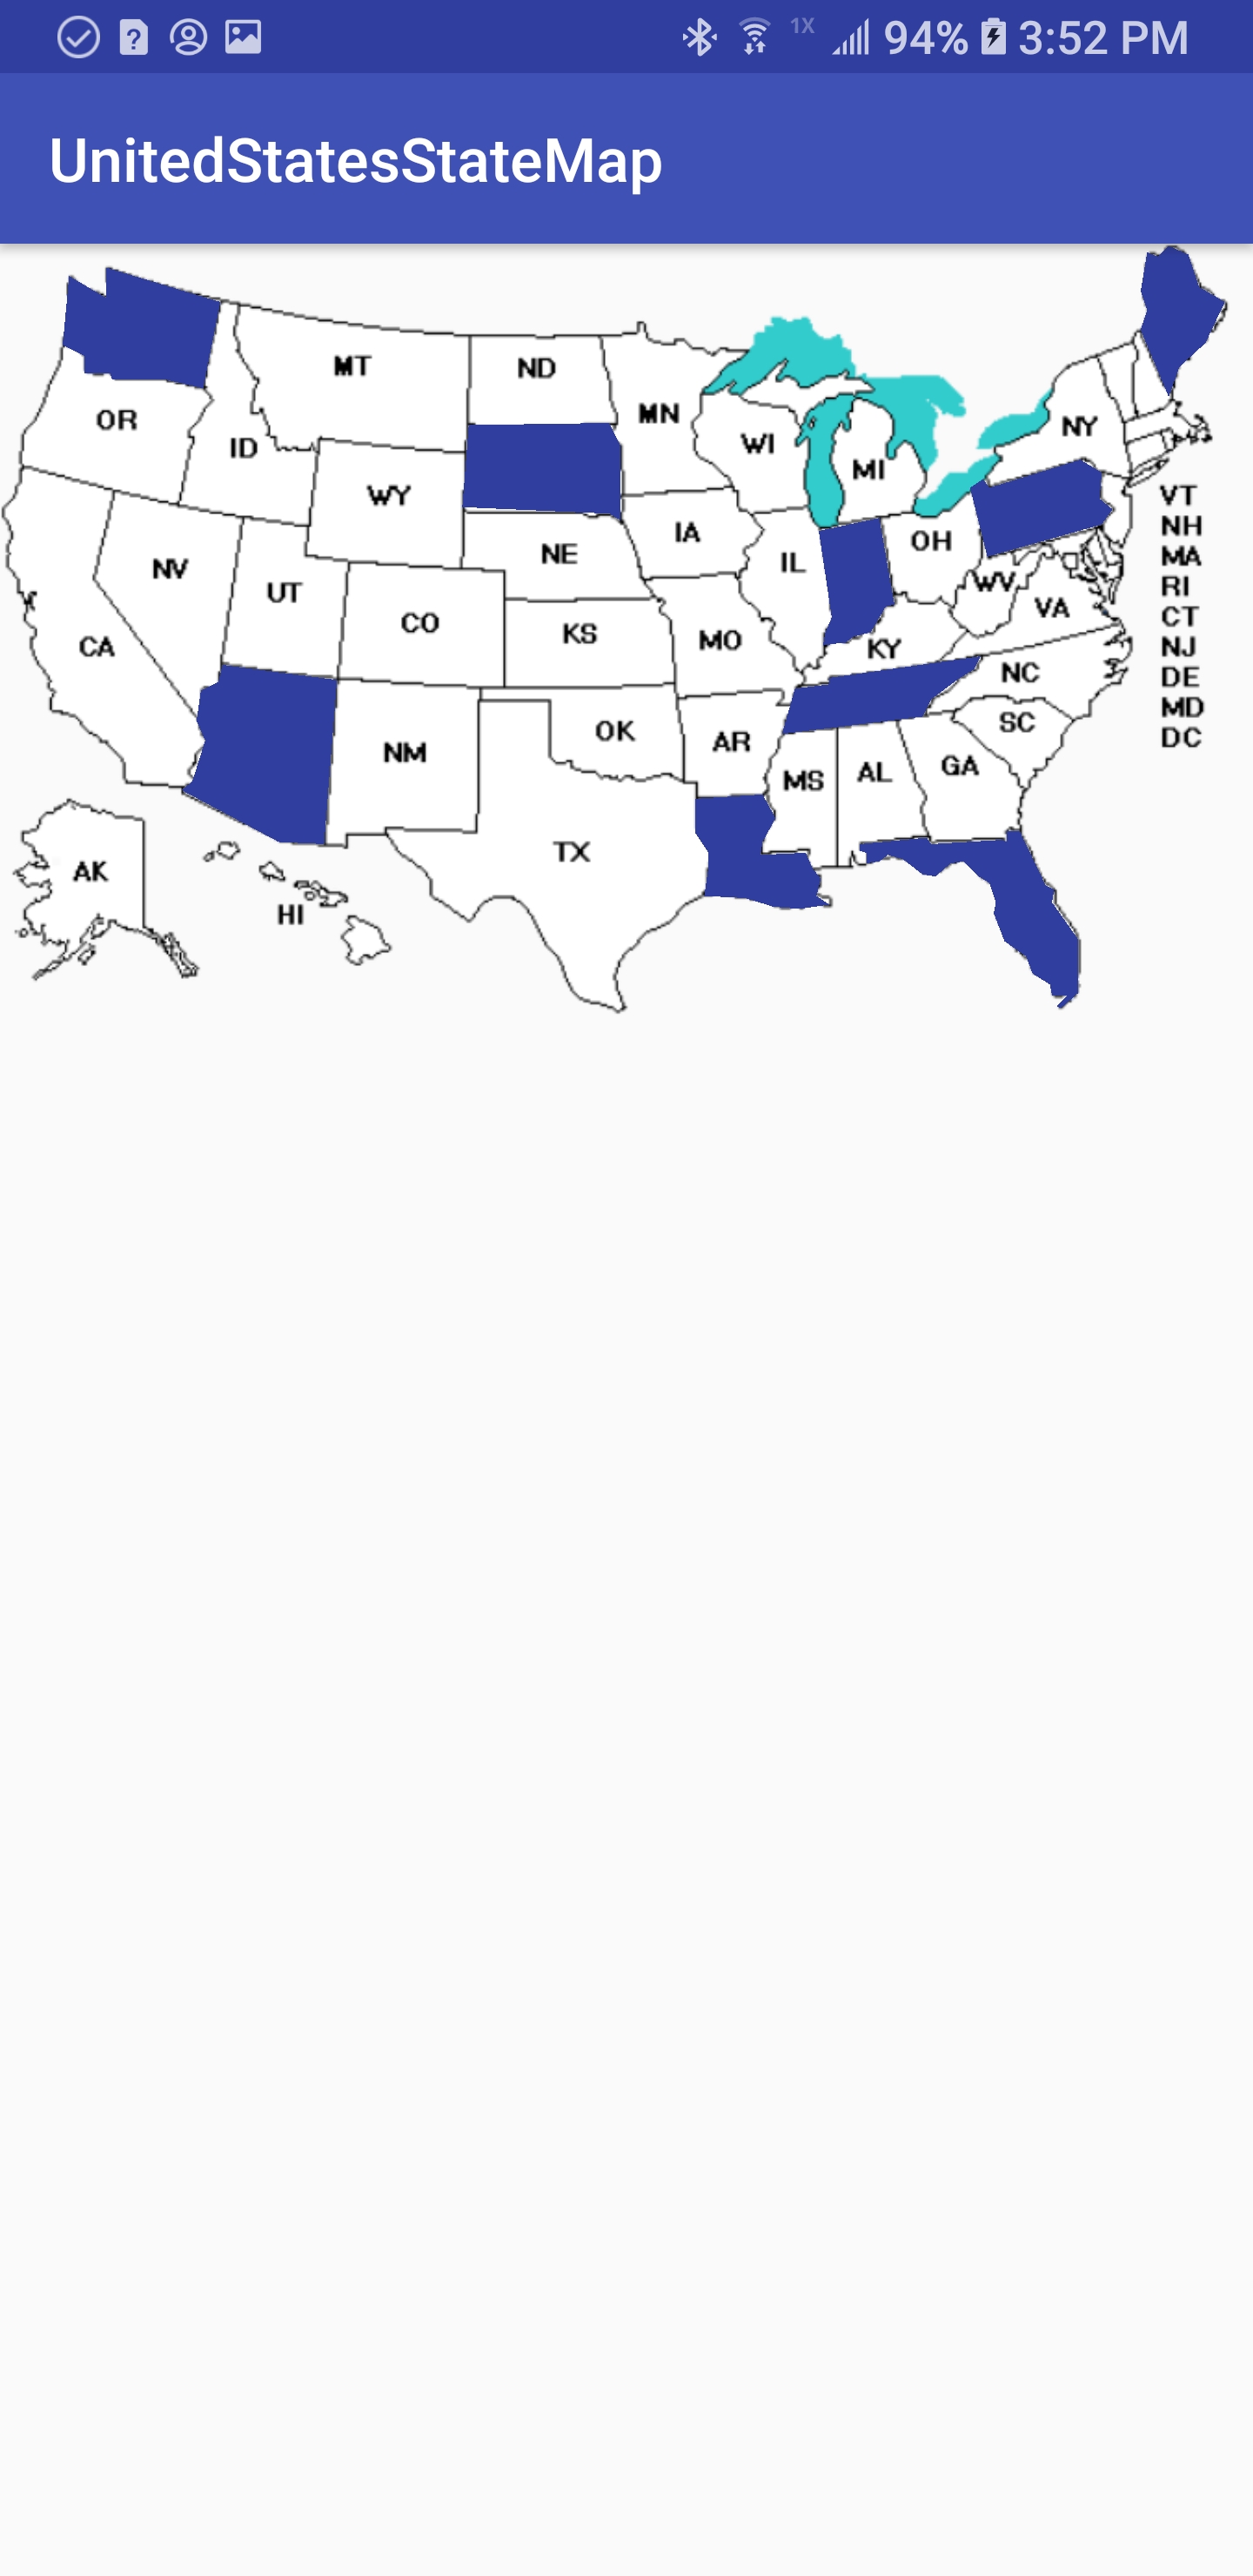 1X 94% 3:52 PM
UnitedStatesStateMap
MT
ND
OR
MN
NY
ID
WI
MI
WY
VT
NH
IA
OH
MA
NE
IL
NV
WV
RI
UT
VA
CT
CO
KS
MO
KY
NJ
CA
NC
DE
MD
SC
OK
AR
DC
NM
MS
AL
GA
TX
AK
HI